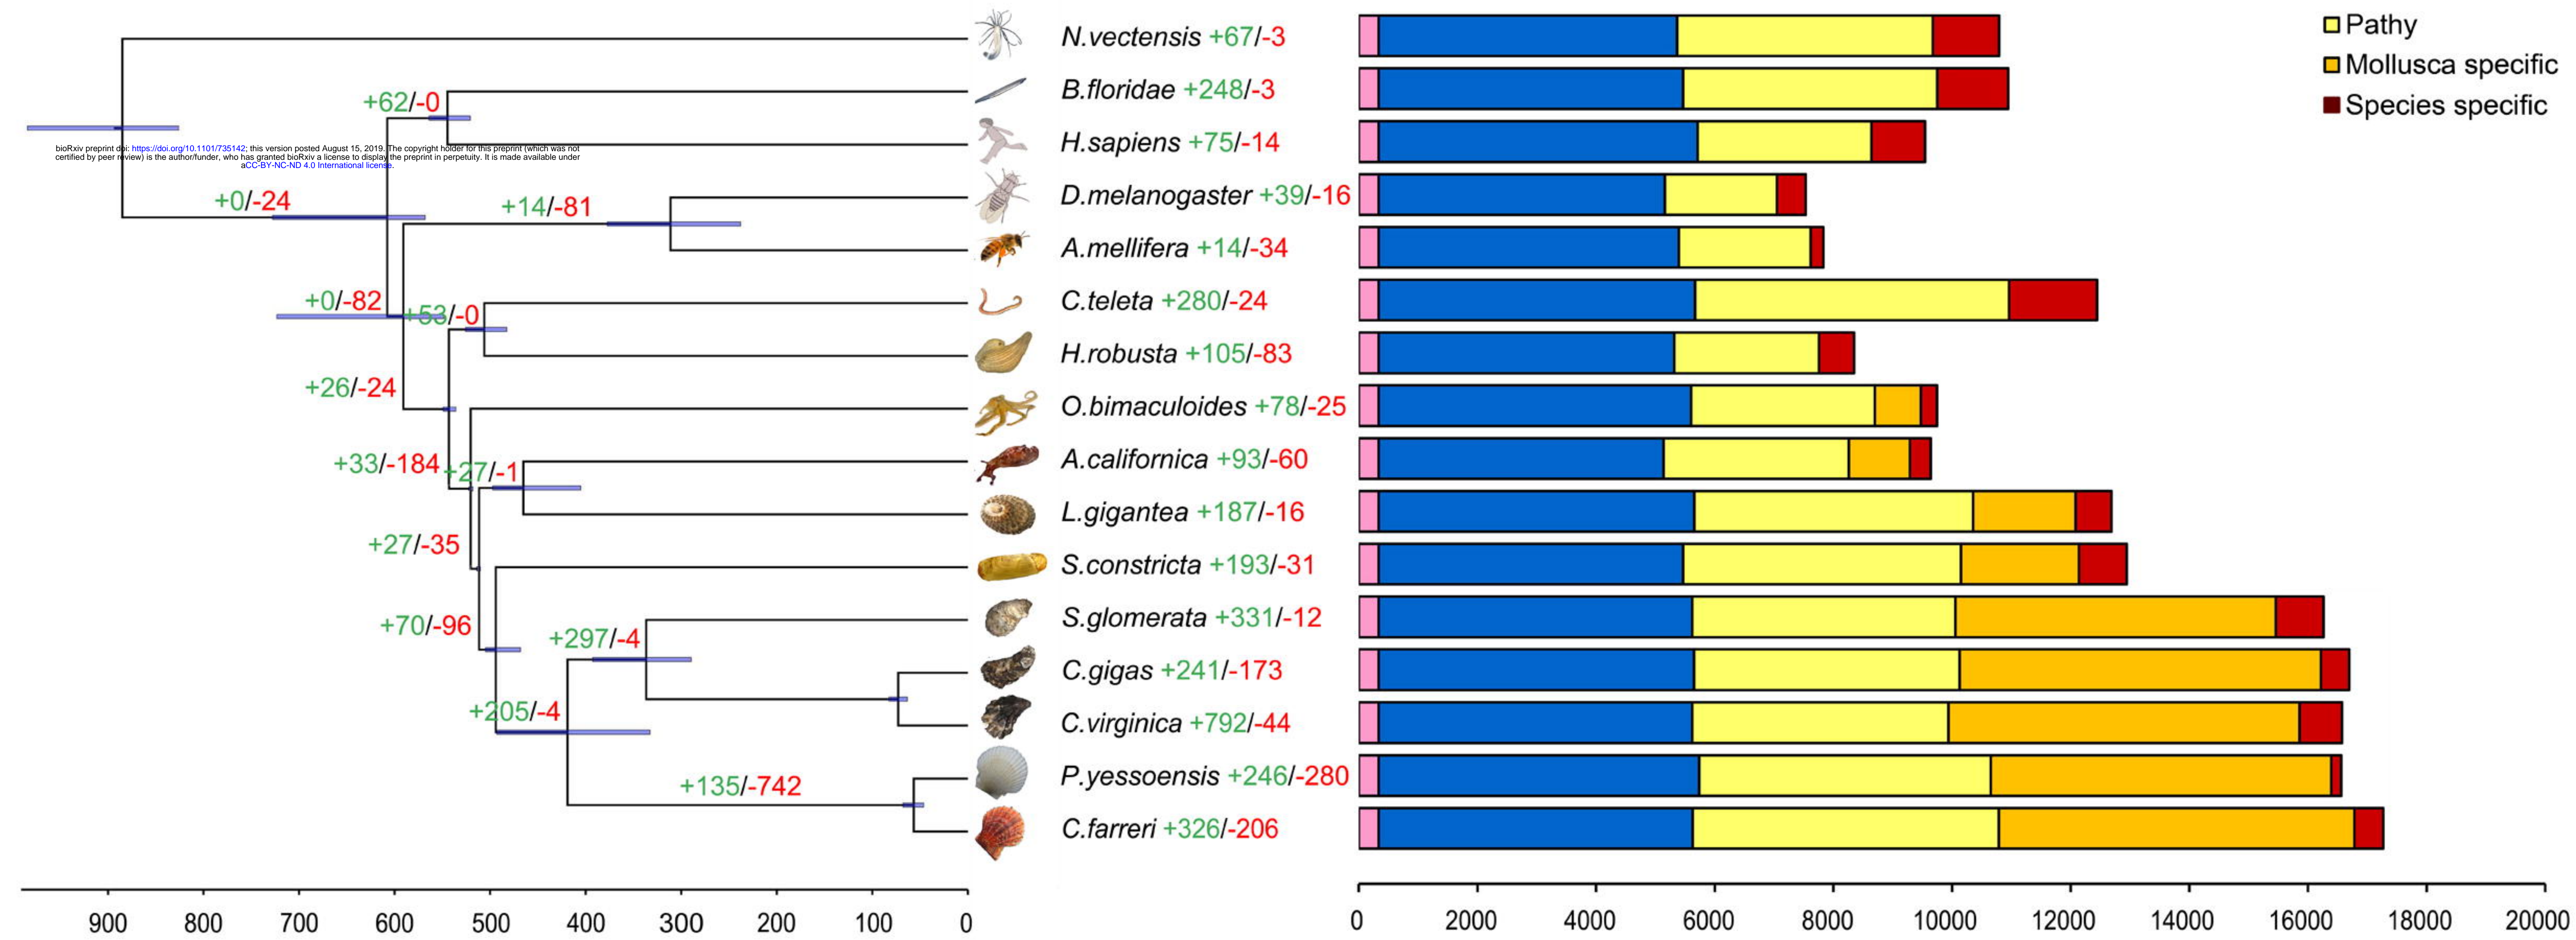 N.vectensis +67/-3
B.floridae +248/-3
H.sapiens +75/-14
D.melanogaster +39/-16
A.mellifera +14/-34
C.teleta +280/-24
H.robusta +105/-83
O.bimaculoides +78/-25
A.californica +93/-60
L.gigantea +187/-16
S.constricta +193/-31
S.glomerata +331/-12
C.gigas +241/-173
C.virginica +792/-44
P.yessoensis +246/-280
C.farreri +326/-206
+62/-0
bioRxiv preprint doi: https://doi.org/10.1101/735142; this version posted August 15, 2019. The copyright holder for this preprint (which was not
certified by peer review) is the author/funder, who has granted bioRxiv a license to display the preprint in perpetuity. It is made available under
aCC-BY-NC-ND 4.0 International license.
+0/-24
+14/-81
+0/-82
+53/-0
+26/-24
+33/-184
+27/-1
+27/-35
+70/-96
+297/-4
+205/-4
+135/-742
900 800 700 600 500 400 300 200 100 0
Pathy
Mollusca specific
Species specific
0 2000 4000 6000 8000 10000 12000 14000 16000 18000 20000